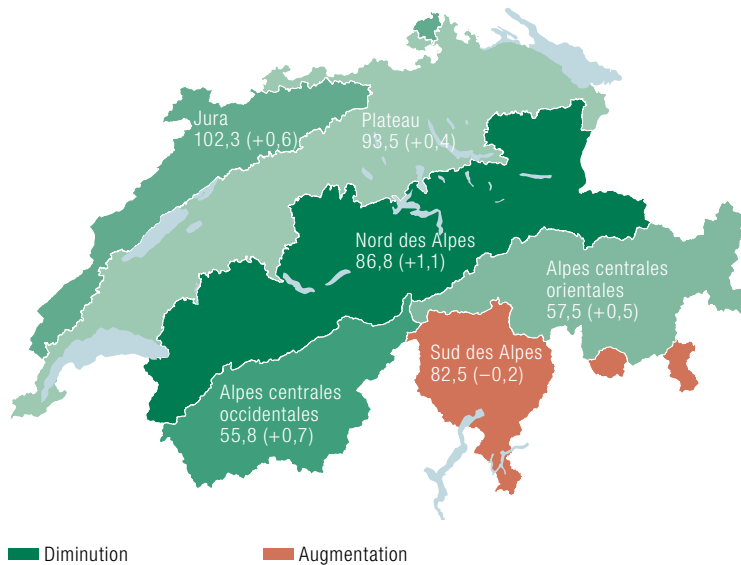 Jura
102,3 (+0,6)
Plateau
93,5 (+0,4)
Nord des Alpes
86,8 (+1,1)
Alpes centrales
orientales
57,5 (+0,5)
Sud des Alpes
82,5 (−0,2)
Alpes centrales
occidentales
55,8 (+0,7)
Diminution
Augmentation